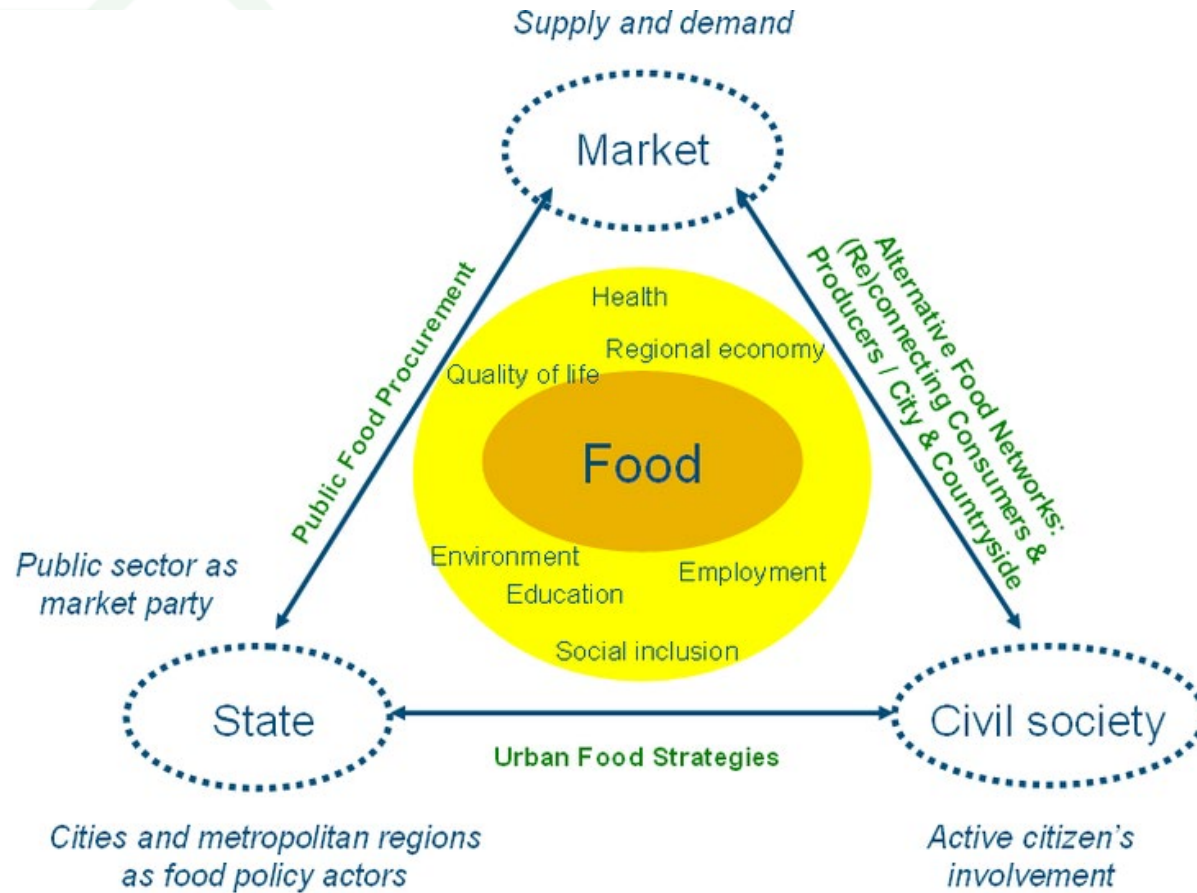 Supply and demand
Market
Public Food Procurement
Alternative Food Networks:
(Re)connecting Consumers &
Producers / City & Countryside
Health
Regional economy
Quality of life
Food
Environment
Employment
Education
Social inclusion
Public sector as
market party
State
Civil society
Urban Food Strategies
Cities and metropolitan regions
as food policy actors
Active citizen's
involvement